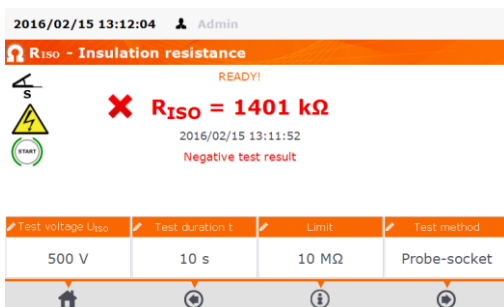 2016/02/15 13:12:04 Admin
Ω RISO - Insulation resistance
READY!
S
RISO = 1401 kΩ
2016/02/15 13:11:52
START
Negative test result
Test voltage UISO Test duration t Limit Test method
500 V 10 s 10 MΩ Probe-socket